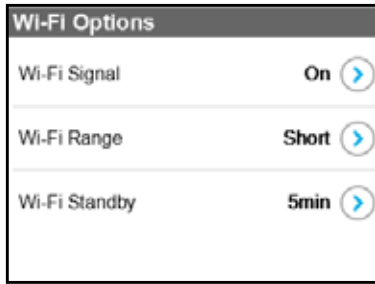 Wi-Fi Options
Wi-Fi Signal On
Wi-Fi Range Short
Wi-Fi Standby 5min